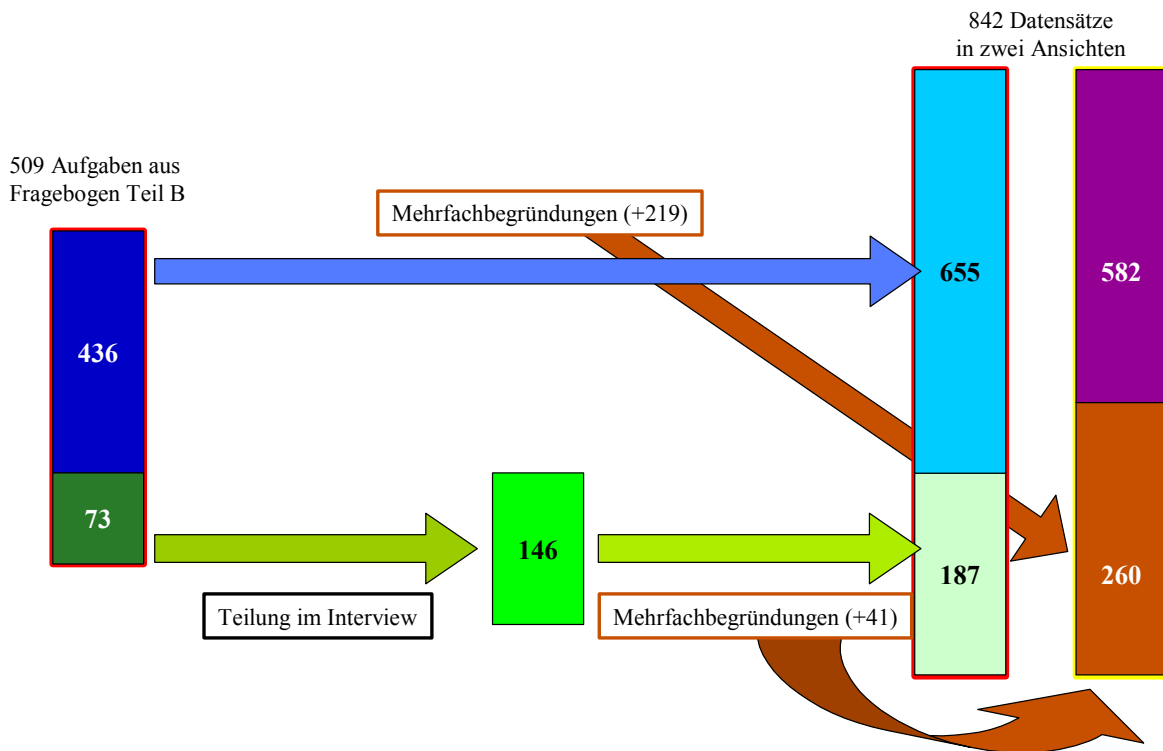 842 Datensätze
in zwei Ansichten
509 Aufgaben aus
Fragebogen Teil B
Mehrfachbegründungen (+219)
655
582
436
73
146
187
260
Teilung im Interview
Mehrfachbegründungen (+41)